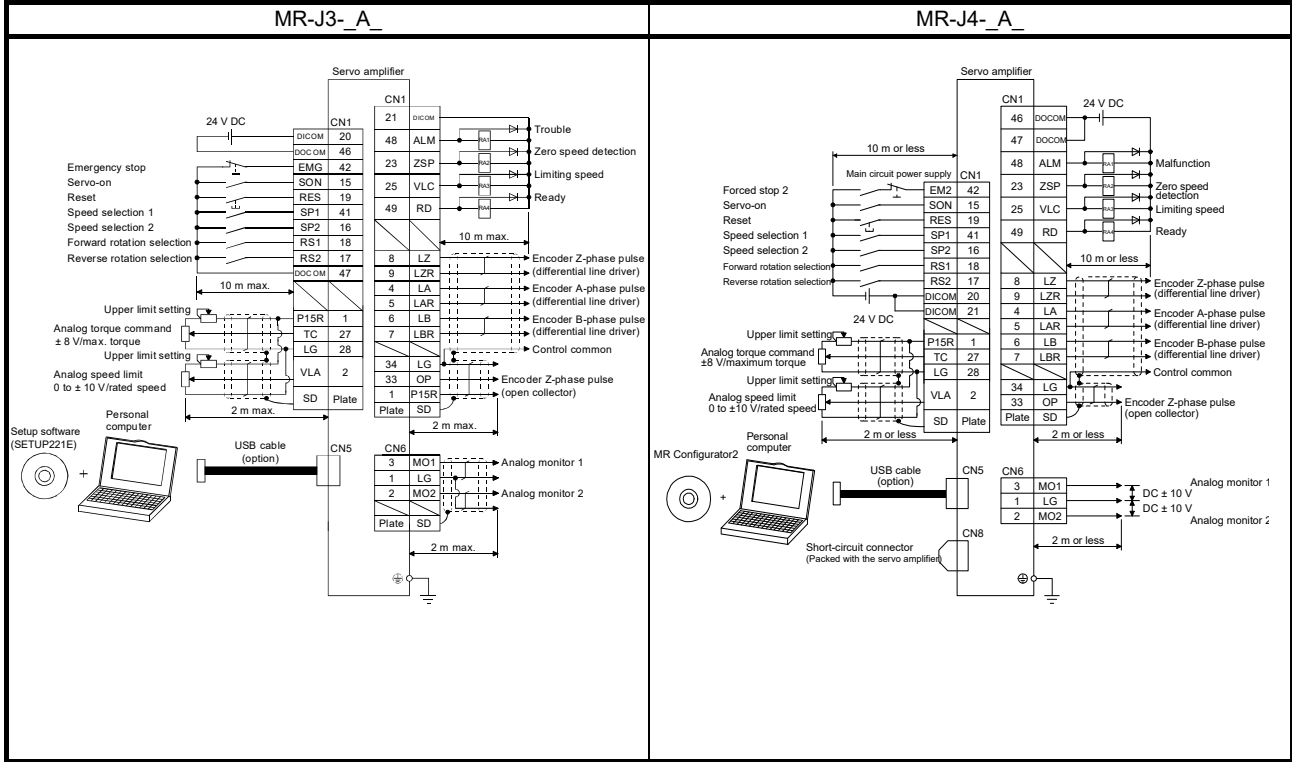 MR-J3-_A_
MR-J4-_A_
Servo amplifier
24 V DC
CN1
DICOM 20
DOCOM 46
Emergency stop EMG 42
Servo-on SON 15
Reset RES 19
Speed selection 1 SP1 41
Speed selection 2 SP2 16
Forward rotation selection RS1 18
Reverse rotation selection RS2 17
DOCOM 47
10 m max.
Upper limit setting
P15R 1
Analog torque command
± 8 V/max. torque
TC 27
LG 28
Upper limit setting
Analog speed limit
0 to ± 10 V/rated speed
VLA 2
SD Plate
2 m max.
Personal
computer
Setup software
(SETUP221E)
+
USB cable
(option)
CN5
CN1
21 DICOM
48 ALM RA1 Trouble
23 ZSP RA2 Zero speed detection
25 VLC RA3 Limiting speed
49 RD RA4 Ready
10 m max.
8 LZ Encoder Z-phase pulse
9 LZR (differential line driver)
4 LA Encoder A-phase pulse
5 LAR (differential line driver)
6 LB Encoder B-phase pulse
7 LBR (differential line driver)
Control common
34 LG
33 OP Encoder Z-phase pulse
1 P15R (open collector)
Plate SD
2 m max.
CN6
3 MO1 Analog monitor 1
1 LG
2 MO2 Analog monitor 2
Plate SD
2 m max.
Servo amplifier
10 m or less
Main circuit power supply
CN1
Forced stop 2 EM2 42
Servo-on SON 15
Reset RES 19
Speed selection 1 SP1 41
Speed selection 2 SP2 16
Forward rotation selection RS1 18
Reverse rotation selection RS2 17
DICOM 20
24 V DC DICOM 21
Upper limit setting
P15R 1
Analog torque command
±8 V/maximum torque
TC 27
LG 28
Upper limit setting
Analog speed limit
0 to ±10 V/rated speed
VLA 2
SD Plate
2 m or less
Personal
computer
MR Configurator2
+
USB cable
(option)
CN5
CN8
Short-circuit connector
(Packed with the servo amplifier)
CN1
24 V DC
46 DOCOM
47 DOCOM
48 ALM RA1 Malfunction
23 ZSP RA2 Zero speed
detection
25 VLC RA3 Limiting speed
49 RD RA4 Ready
10 m or less
8 LZ Encoder Z-phase pulse
9 LZR (differential line driver)
4 LA Encoder A-phase pulse
5 LAR (differential line driver)
6 LB Encoder B-phase pulse
7 LBR (differential line driver)
Control common
34 LG
33 OP Encoder Z-phase pulse
Plate SD (open collector)
2 m or less
CN6
3 MO1 Analog monitor 1
DC ± 10 V
1 LG
DC ± 10 V
2 MO2 Analog monitor 2
2 m or less